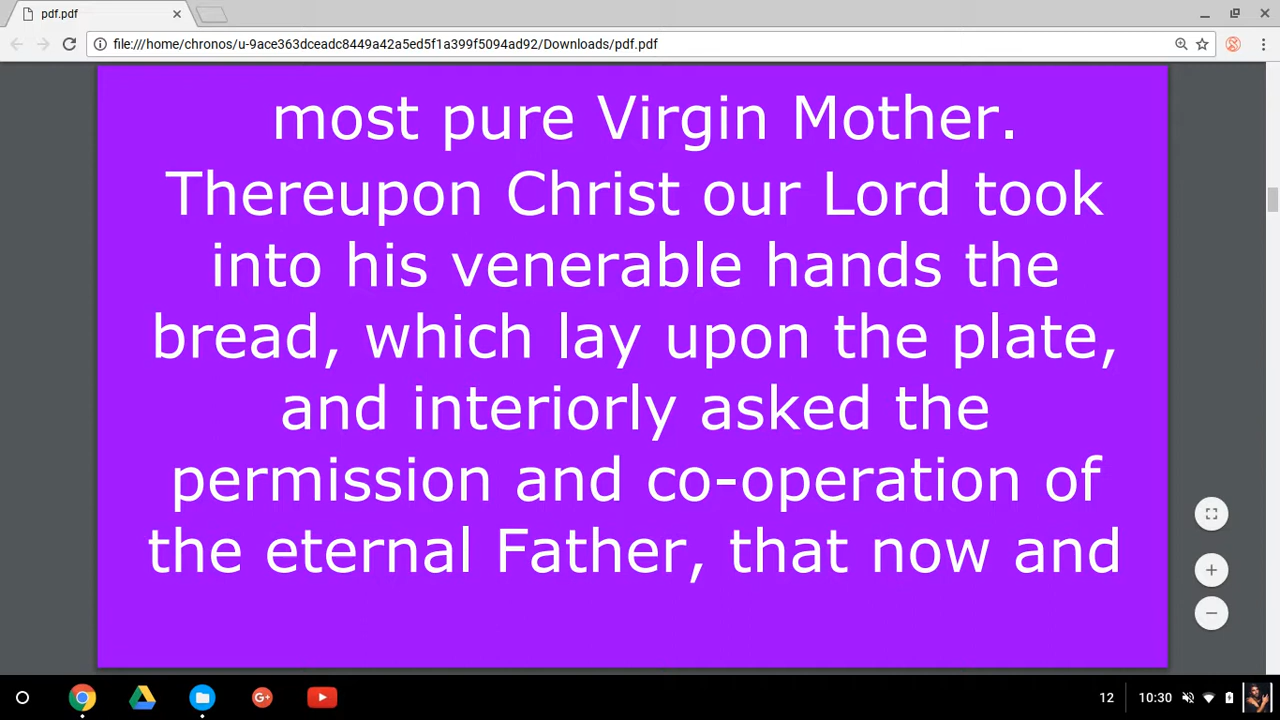 pdf.pdf
file:///home/chronos/u-9ace363dceadc8449a42a5ed5f1a399f5094ad92/Downloads/pdf.pdf
most pure Virgin Mother.
Thereupon Christ our Lord took
into his venerable hands the
bread, which lay upon the plate,
and interiorly asked the
permission and co-operation of
the eternal Father, that now and
12 10:30